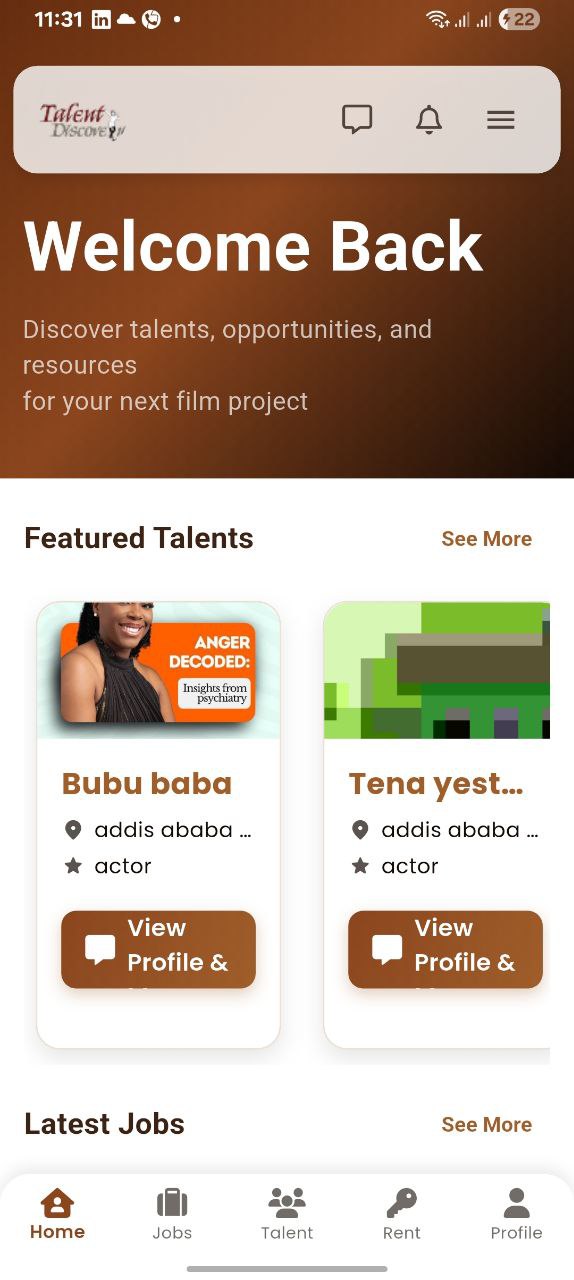 11:31
22
Talent
Discovery
Welcome Back
Discover talents, opportunities, and
resources
for your next film project
Featured Talents
See More
ANGER
DECODED:
Insights from
psychiatry
Bubu baba
addis ababa ...
actor
View
Profile &
Tena yest...
addis ababa ...
actor
View
Profile &
Latest Jobs
See More
Home
Jobs
Talent
Rent
Profile